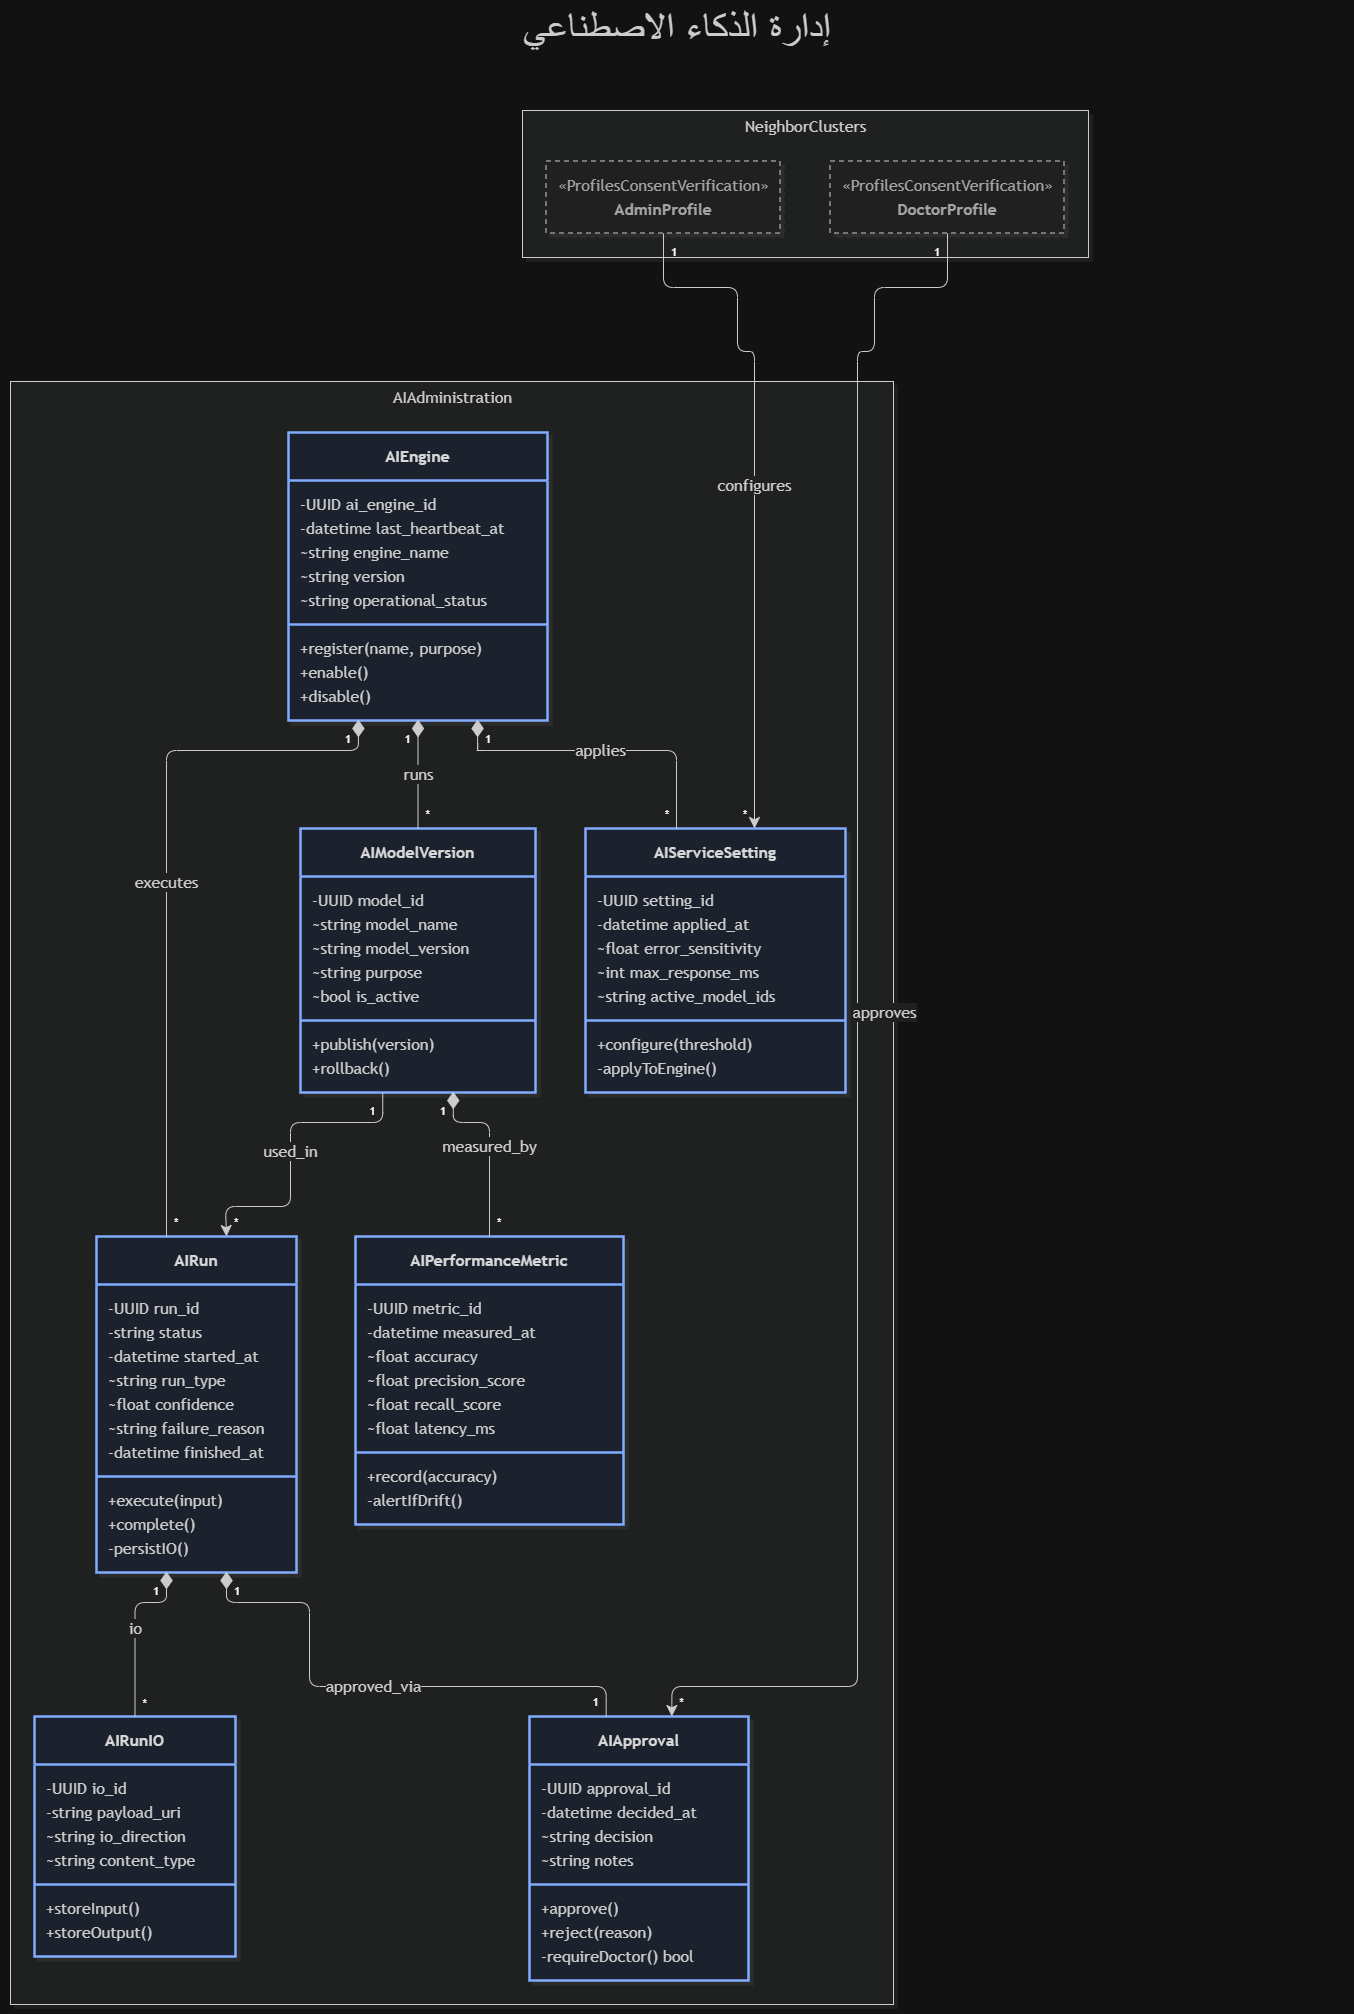 إدارة الذكاء الاصطناعي
NeighborClusters
«ProfilesConsentVerification»
AdminProfile
«ProfilesConsentVerification»
DoctorProfile
1
1
AIAdministration
configures
AIEngine
-UUID ai_engine_id
-datetime last_heartbeat_at
~string engine_name
~string version
~string operational_status
+register(name, purpose)
+enable()
+disable()
1
1
1
applies
runs
*
*
*
executes
AIModelVersion
-UUID model_id
~string model_name
~string model_version
~string purpose
~bool is_active
+publish(version)
+rollback()
AIServiceSetting
-UUID setting_id
-datetime applied_at
~float error_sensitivity
~int max_response_ms
~string active_model_ids
+configure(threshold)
-applyToEngine()
approves
1
1
used_in
measured_by
*
*
*
AIRun
-UUID run_id
-string status
-datetime started_at
~string run_type
~float confidence
~string failure_reason
-datetime finished_at
+execute(input)
+complete()
-persistIO()
AIPerformanceMetric
-UUID metric_id
-datetime measured_at
~float accuracy
~float precision_score
~float recall_score
~float latency_ms
+record(accuracy)
-alertIfDrift()
1
1
io
approved_via
*
1
*
AIRunIO
-UUID io_id
-string payload_uri
~string io_direction
~string content_type
+storeInput()
+storeOutput()
AIApproval
-UUID approval_id
-datetime decided_at
~string decision
~string notes
+approve()
+reject(reason)
-requireDoctor() bool